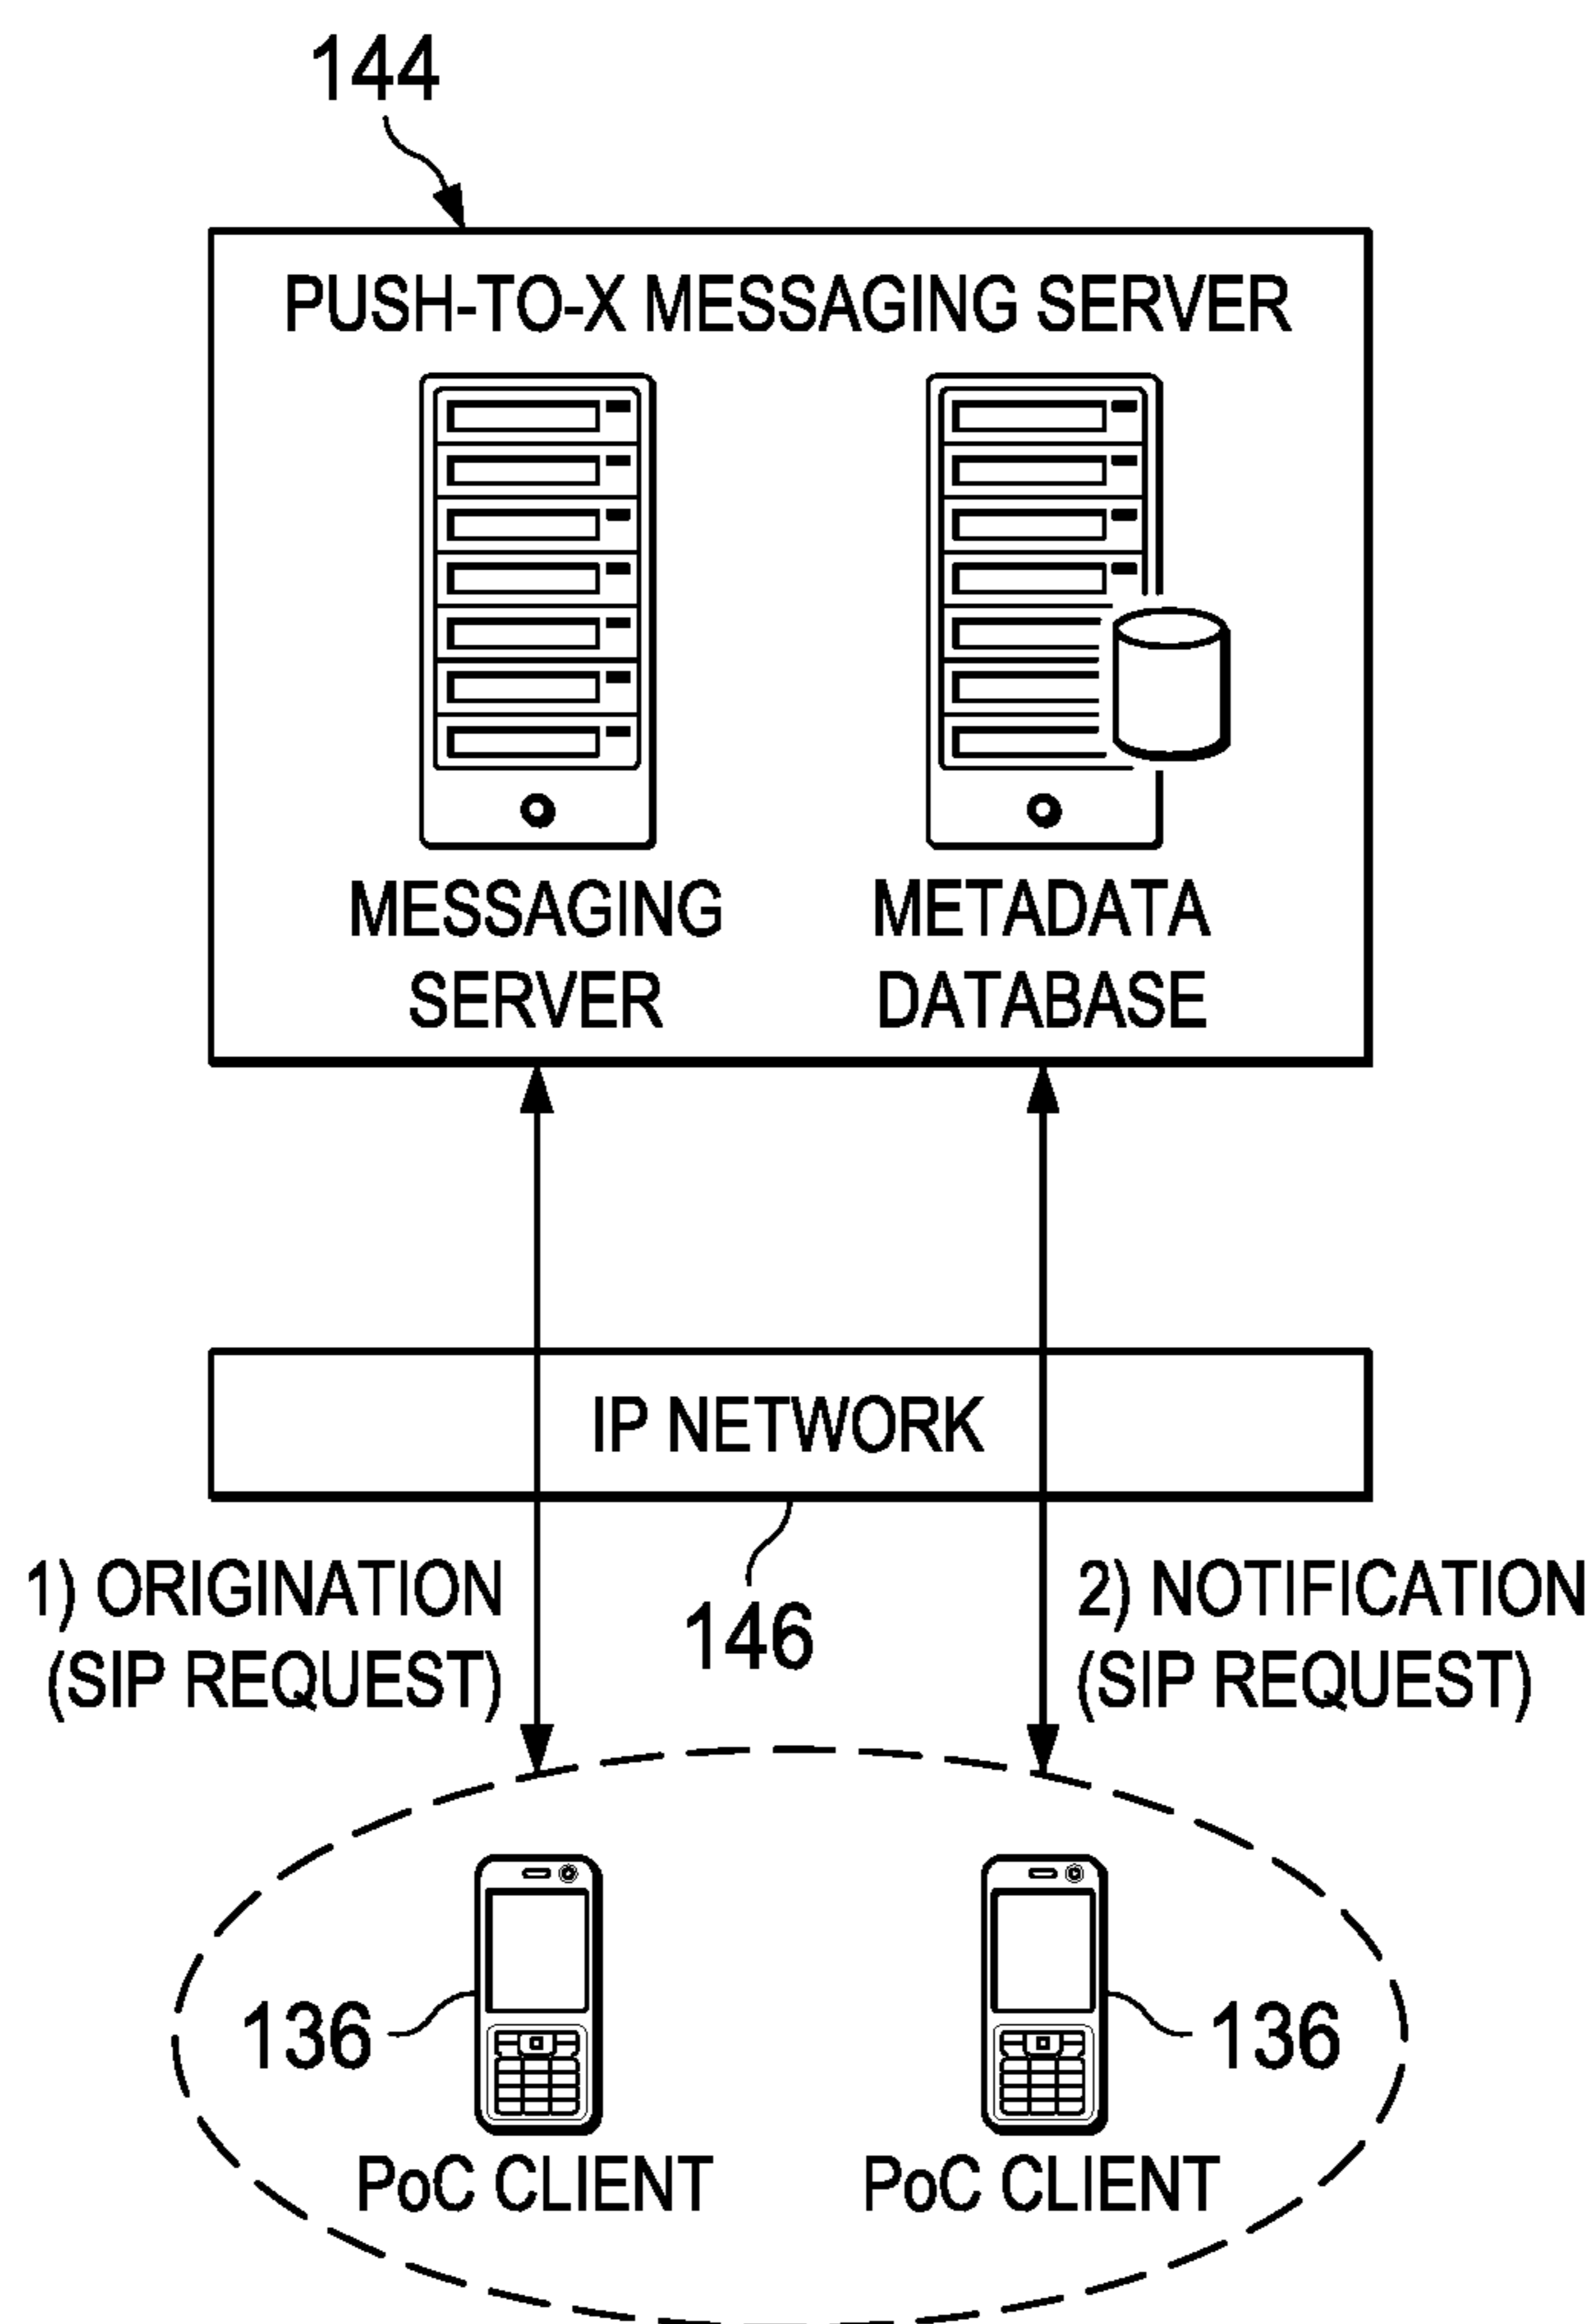 144
PUSH-TO-X MESSAGING SERVER
MESSAGING
SERVER
METADATA
DATABASE
IP NETWORK
1) ORIGINATION
(SIP REQUEST)
146
2) NOTIFICATION
(SIP REQUEST)
136
136
PoC CLIENT
PoC CLIENT